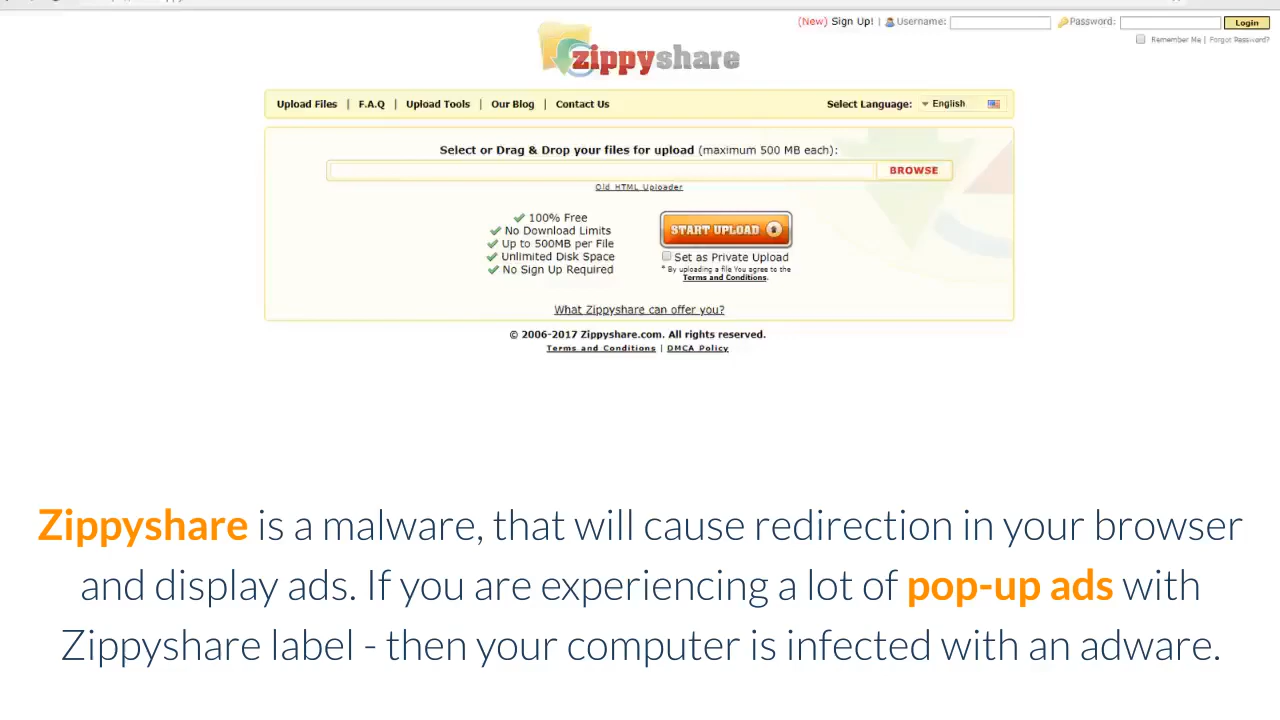 (New) Sign Up! | Username: Password: Login
Remember Me | Forgot Password?
zippyshare
Upload Files | F.A.Q | Upload Tools | Our Blog | Contact Us Select Language: English
Select or Drag & Drop your files for upload (maximum 500 MB each):
BROWSE
Old HTML Uploader
100% Free
No Download Limits
Up to 500MB per File
Unlimited Disk Space
No Sign Up Required
START UPLOAD
Set as Private Upload
* By uploading a file You agree to the
Terms and Conditions.
What Zippyshare can offer you?
© 2006-2017 Zippyshare.com. All rights reserved.
Terms and Conditions | DMCA Policy
Zippyshare is a malware, that will cause redirection in your browser
and display ads. If you are experiencing a lot of pop-up ads with
Zippyshare label - then your computer is infected with an adware.